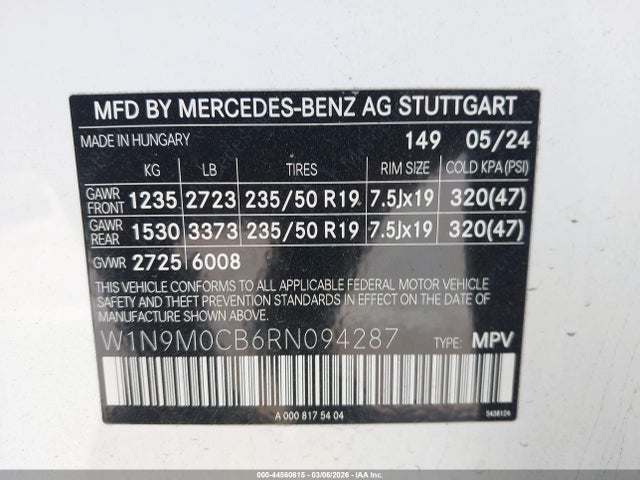 MFD BY MERCEDES-BENZ AG STUTTGART
MADE IN HUNGARY 149 05/24
KG LB TIRES RIM SIZE COLD KPA (PSI)
GAWR FRONT 1235 2723 235/50 R19 7.5Jx19 320(47)
GAWR REAR 1530 3373 235/50 R19 7.5Jx19 320(47)
GVWR 2725 6008
THIS VEHICLE CONFORMS TO ALL APPLICABLE FEDERAL MOTOR VEHICLE
SAFETY AND THEFT PREVENTION STANDARDS IN EFFECT ON THE DATE
OF MANUFACTURE SHOWN ABOVE.
W1N9M0CB6RN094287 TYPE: MPV
A 000 817 54 04
000-44560615 - 03/06/2026 - IAA Inc.